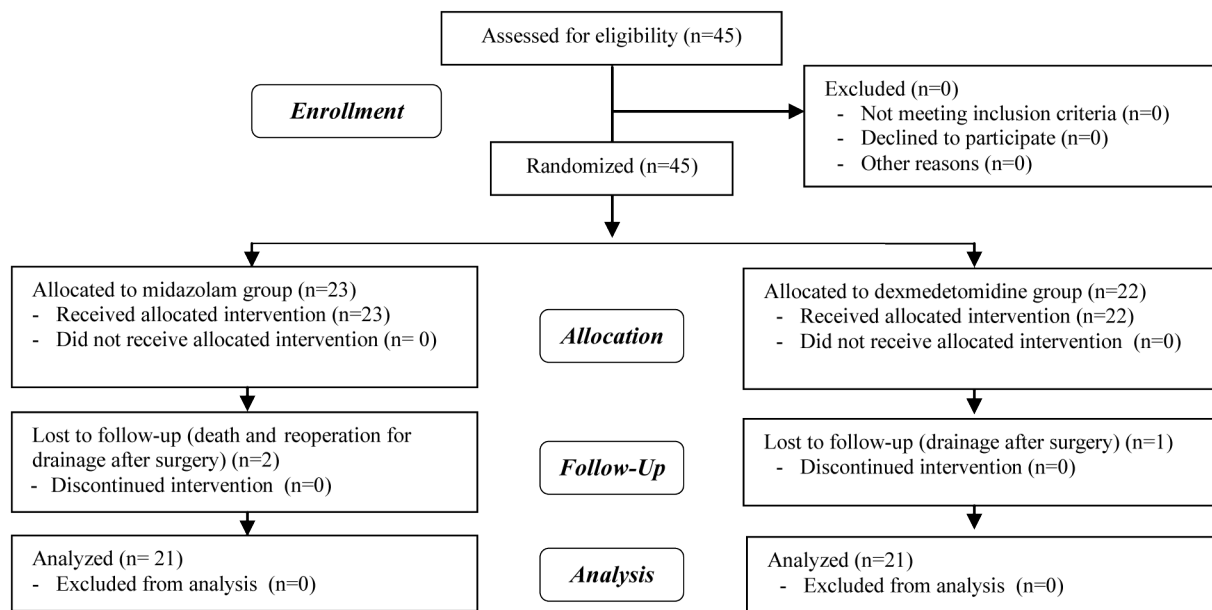 Assessed for eligibility (n=45)
Enrollment
Excluded (n=0)
- Not meeting inclusion criteria (n=0)
- Declined to participate (n=0)
- Other reasons (n=0)
Randomized (n=45)
Allocated to midazolam group (n=23)
- Received allocated intervention (n=23)
- Did not receive allocated intervention (n= 0)
Allocation
Allocated to dexmedetomidine group (n=22)
- Received allocated intervention (n=22)
- Did not receive allocated intervention (n=0)
Lost to follow-up (death and reoperation for
drainage after surgery) (n=2)
- Discontinued intervention (n=0)
Follow-Up
Lost to follow-up (drainage after surgery) (n=1)
- Discontinued intervention (n=0)
Analyzed (n= 21)
- Excluded from analysis (n=0)
Analysis
Analyzed (n=21)
- Excluded from analysis (n=0)